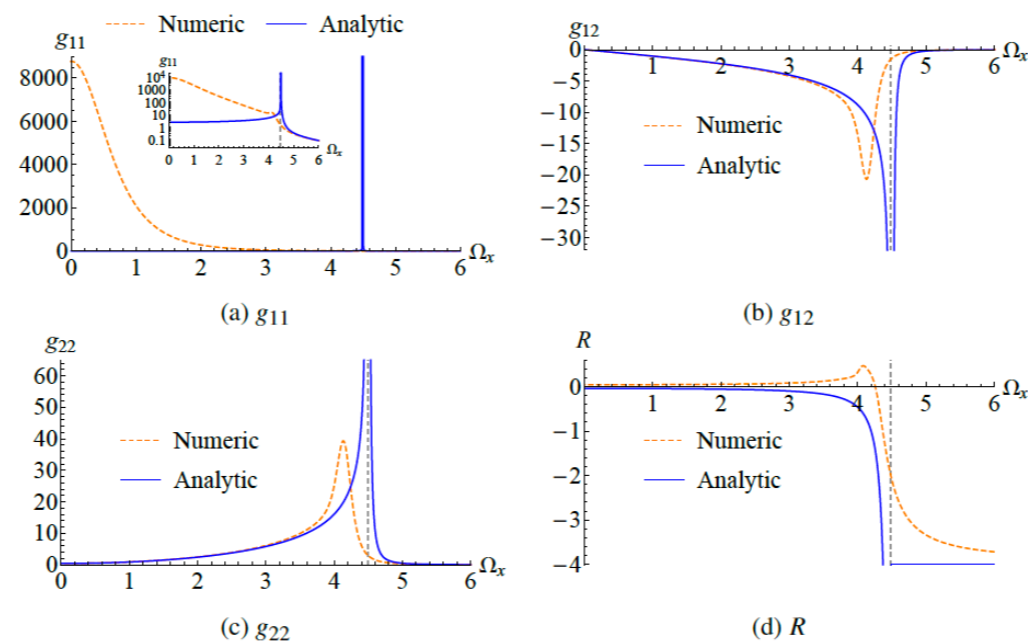 Numeric Analytic
g11
8000
6000
4000
2000
0
0 1 2 3 4 5 6 Ωx
g11
10^4
1000
100
10
1
0.1
0 1 2 3 4 5 6 Ωx
(a) g11
g12
0 1 2 3 4 5 6 Ωx
−5
−10
−15
−20
−25
−30
Numeric
Analytic
(b) g12
g22
60
50
40
30
20
10
0
0 1 2 3 4 5 6 Ωx
Numeric
Analytic
(c) g22
R
0 1 2 3 4 5 6 Ωx
−1
−2
−3
−4
Numeric
Analytic
(d) R